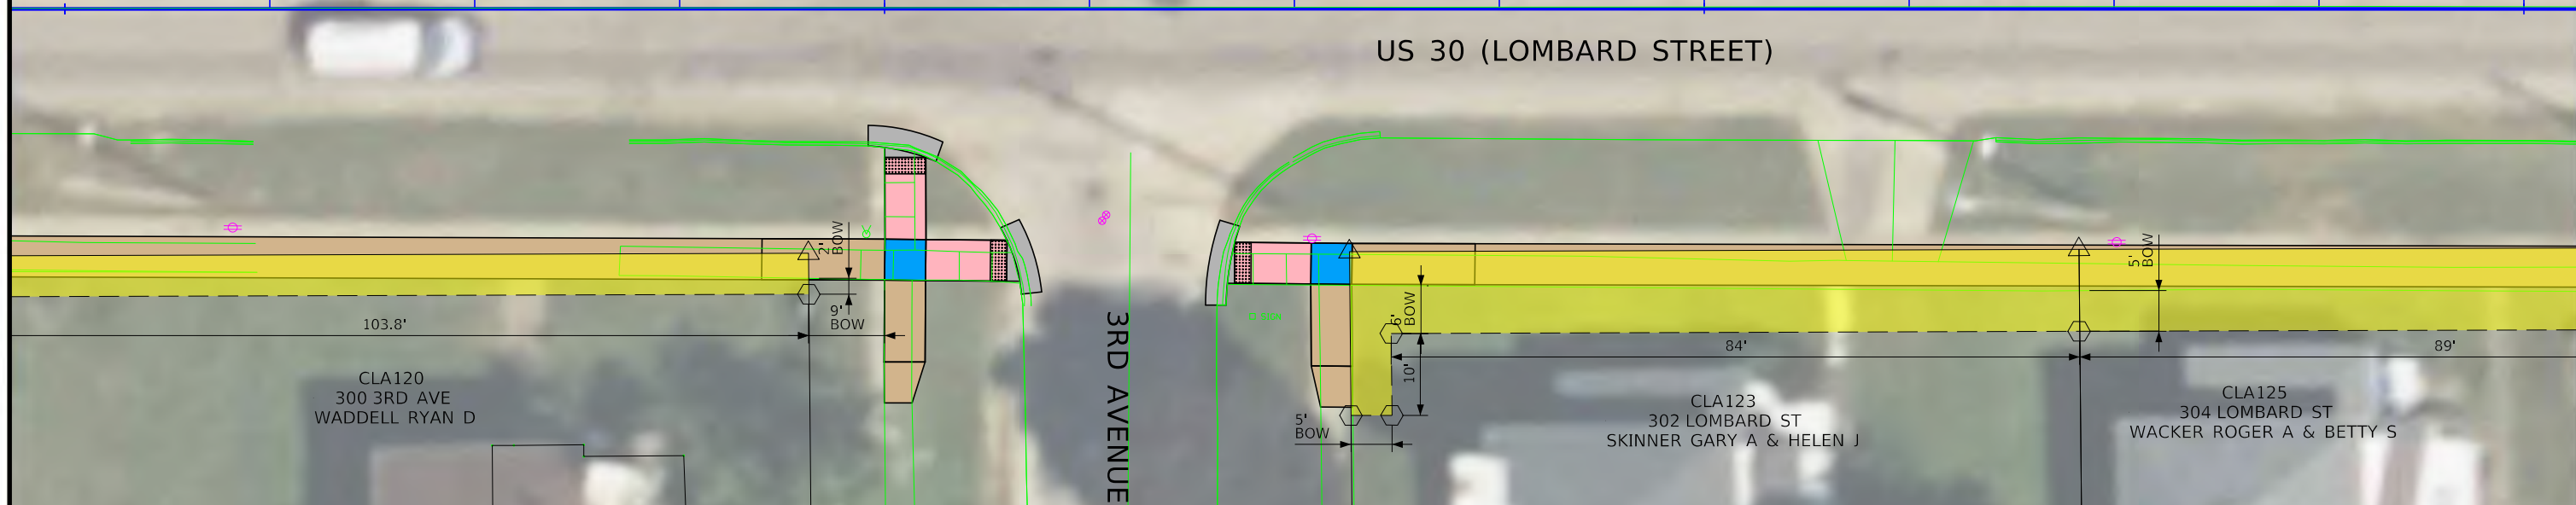 US 30 (LOMBARD STREET)
2'
BOW
9'
BOW
103.8'
CLA120
300 3RD AVE
WADDELL RYAN D
3RD AVENUE
6'
BOW
10'
5'
BOW
84'
CLA123
302 LOMBARD ST
SKINNER GARY A & HELEN J
5'
BOW
89'
CLA125
304 LOMBARD ST
WACKER ROGER A & BETTY S